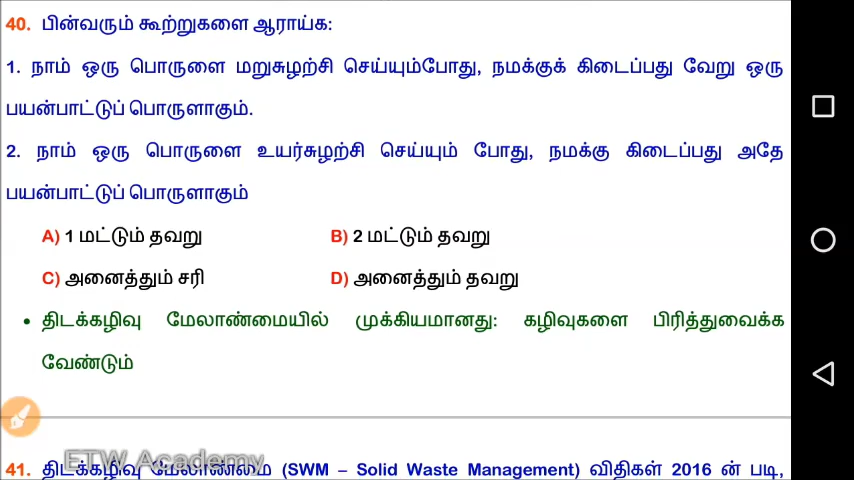 40. பின்வரும் கூற்றுகளை ஆராய்க:
1. நாம் ஒரு பொருளை மறுசுழற்சி செய்யும்போது, நமக்குக் கிடைப்பது வேறு ஒரு
பயன்பாட்டுப் பொருளாகும்.
2. நாம் ஒரு பொருளை உயர்சுழற்சி செய்யும் போது, நமக்கு கிடைப்பது அதே
பயன்பாட்டுப் பொருளாகும்
A) 1 மட்டும் தவறு B) 2 மட்டும் தவறு
C) அனைத்தும் சரி D) அனைத்தும் தவறு
• திடக்கழிவு மேலாண்மையில் முக்கியமானது: கழிவுகளை பிரித்துவைக்க
வேண்டும்
ETW Academy
41. திடக்கழிவு மேலாண்மை (SWM – Solid Waste Management) விதிகள் 2016 ன் படி,